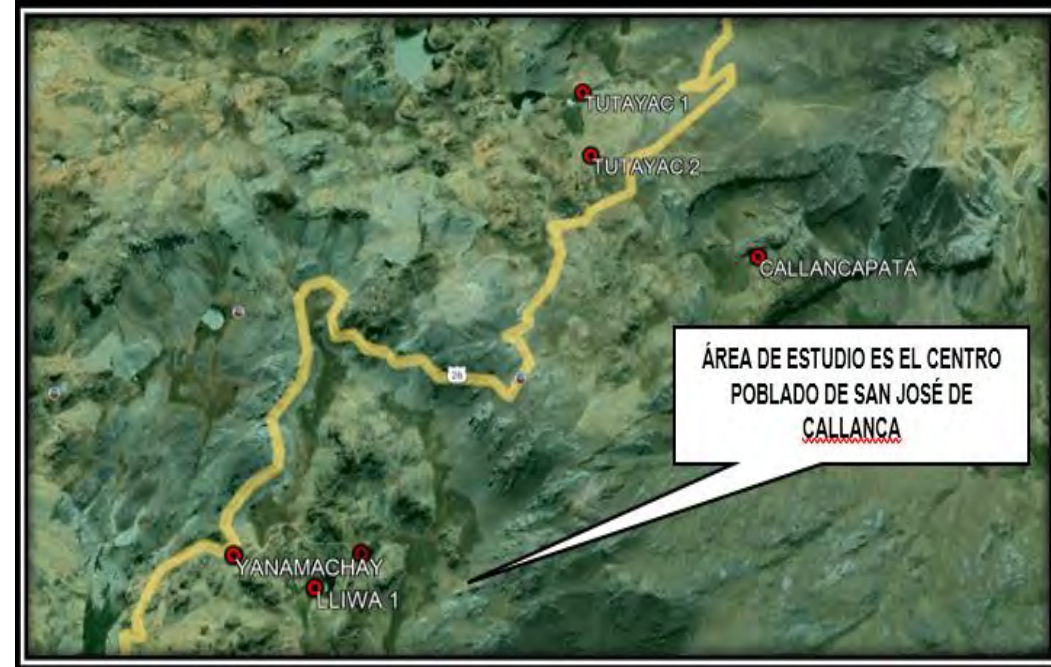 TUTAYAC 1
TUTAYAC 2
CALLANCAPATA
ÁREA DE ESTUDIO ES EL CENTRO
POBLADO DE SAN JOSÉ DE
CALLANCA
26
YANAMACHAY
LLIWA 1